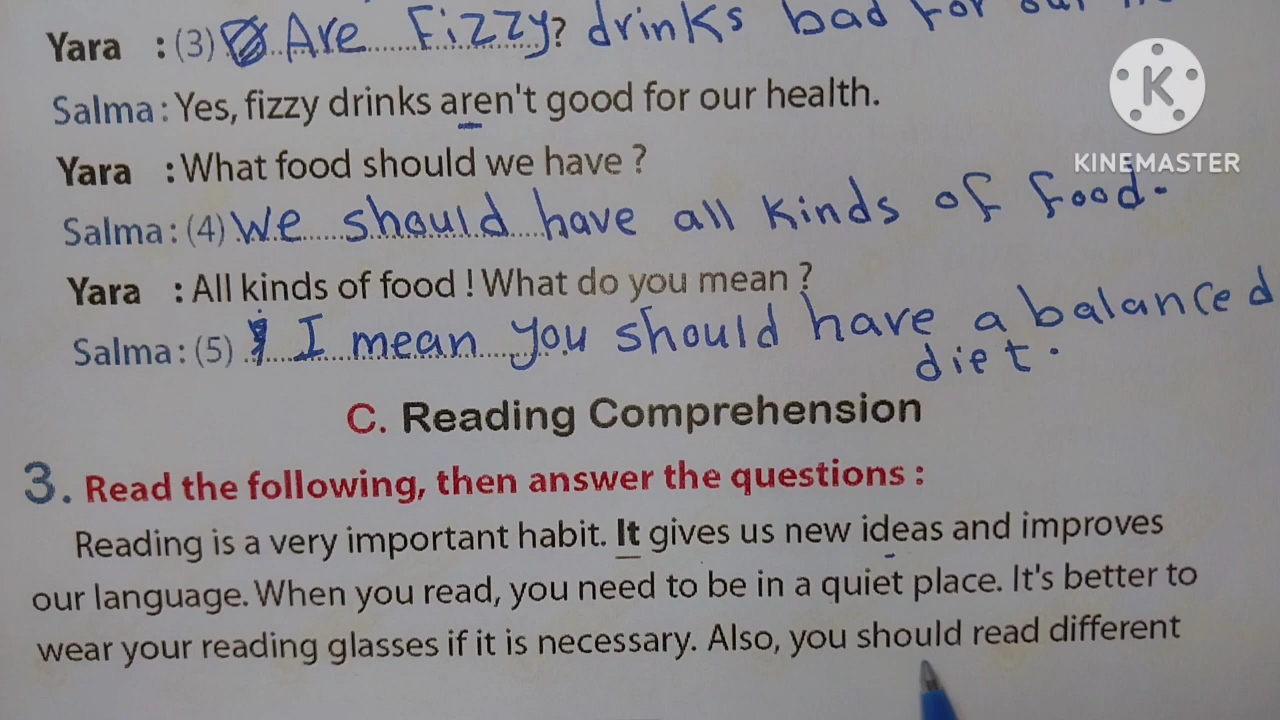 Yara : (3) Are Fizzy ? drinks bad for our
Salma : Yes, fizzy drinks aren't good for our health.
Yara : What food should we have ?
Salma : (4) We should have all kinds of food.
Yara : All kinds of food ! What do you mean ?
Salma : (5) I mean you should have a balanced
diet.
C. Reading Comprehension
3. Read the following, then answer the questions :
Reading is a very important habit. It gives us new ideas and improves
our language. When you read, you need to be in a quiet place. It's better to
wear your reading glasses if it is necessary. Also, you should read different
K
KINEMASTER